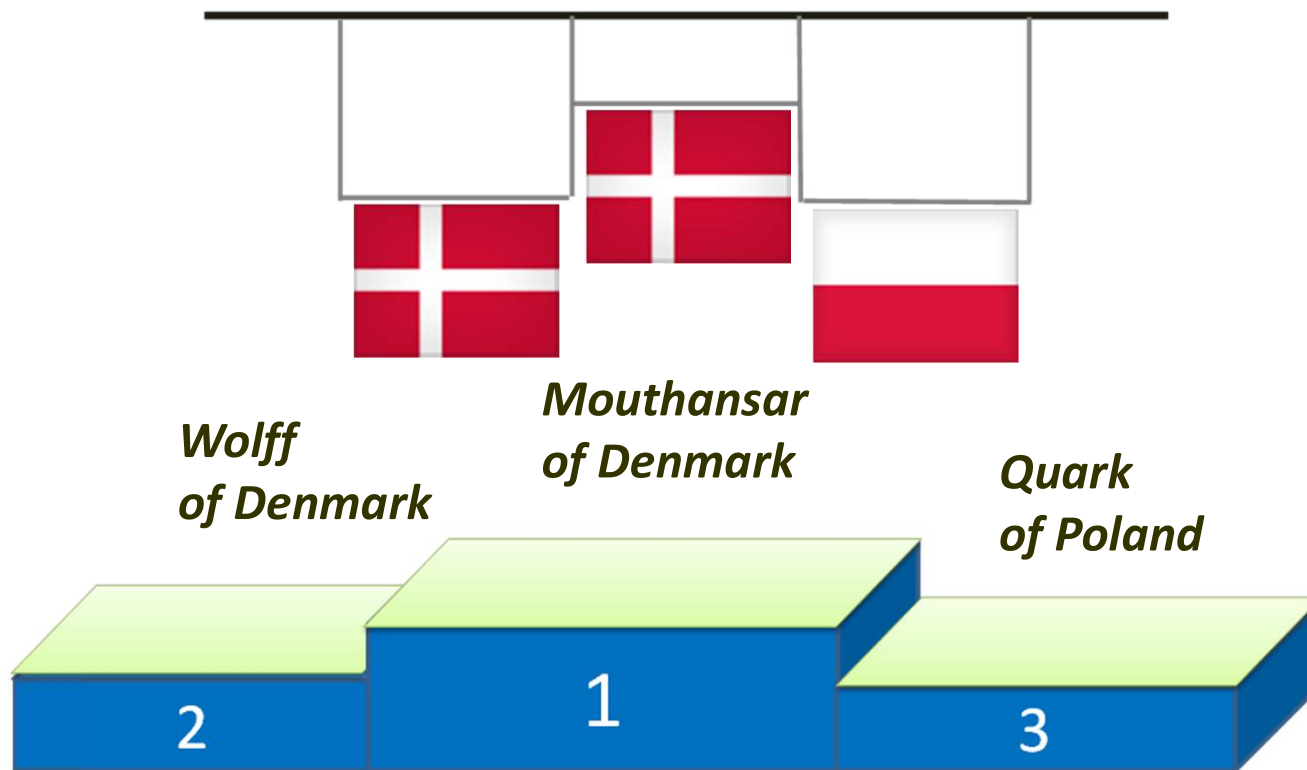 Wolff
of Denmark
Mouthansar
of Denmark
Quark
of Poland
2
1
3